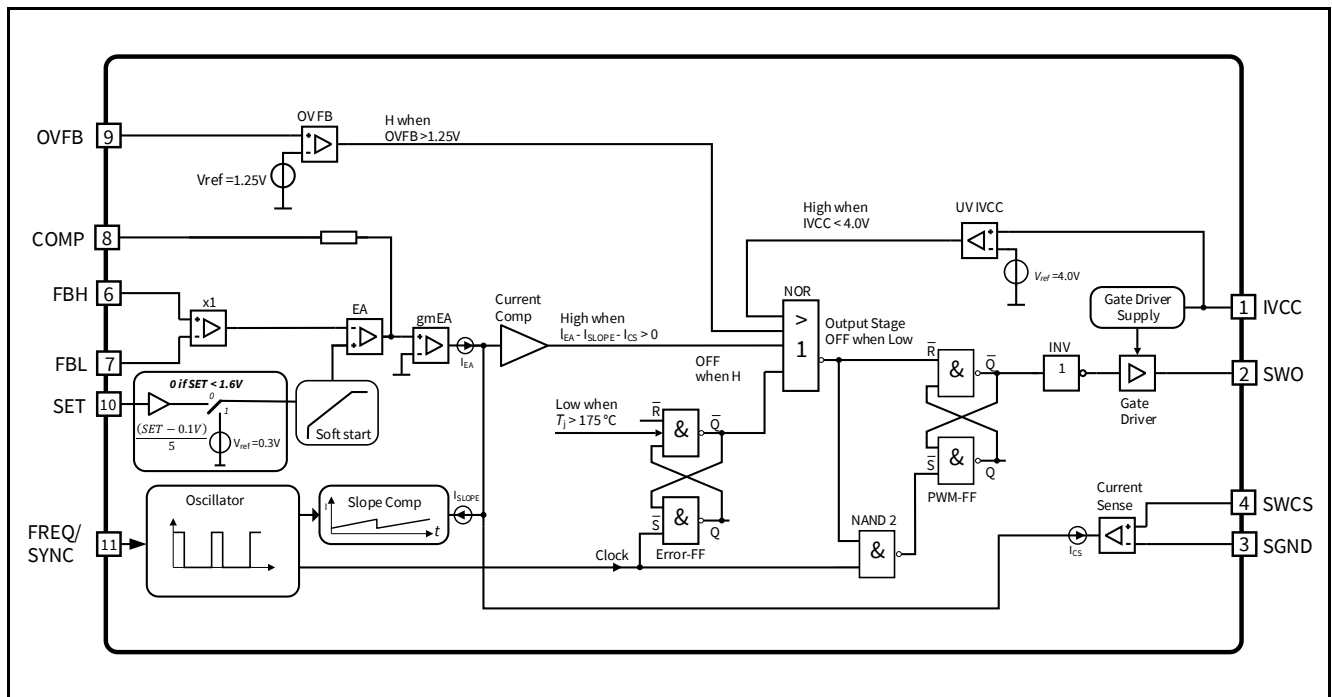 OVFB
9
OV FB
H when
OVFB >1.25V
Vref =1.25V
+
-
COMP
8
FBH
6
x1
+
-
FBL
7
SET
10
0 if SET < 1.6V
0
1
(SET − 0.1V)
5
Vref =0.3V
Soft start
EA
-
+
gmEA
+
-
IEA
Current
Comp
High when
IEA - ISLOPE - ICS > 0
High when
IVCC < 4.0V
UV IVCC
+
-
Vref =4.0V
NOR
>
1
Output Stage
OFF when Low
OFF
when H
Low when
Tj > 175 °C
R
&
Q
S
&
Q
Error-FF
R
&
Q
S
&
Q
PWM-FF
INV
1
Gate Driver
Supply
Gate
Driver
1
IVCC
2
SWO
FREQ/
SYNC
11
Oscillator
Slope Comp
I
t
ISLOPE
Clock
NAND 2
&
Current
Sense
+
-
ICS
4
SWCS
3
SGND